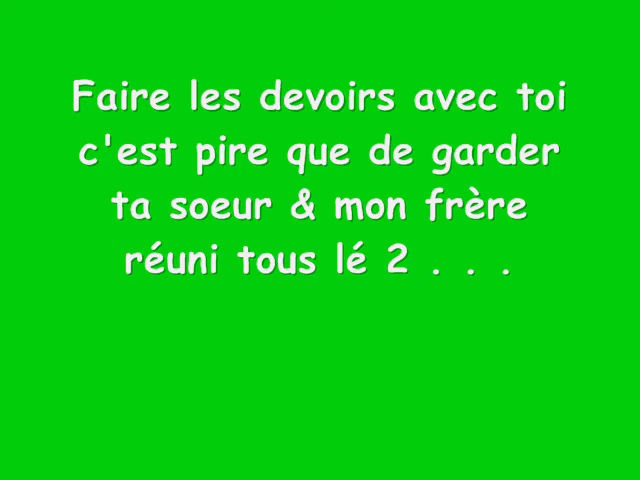 Faire les devoirs avec toi
c'est pire que de garder
ta soeur & mon frère
réuni tous lé 2 . . .